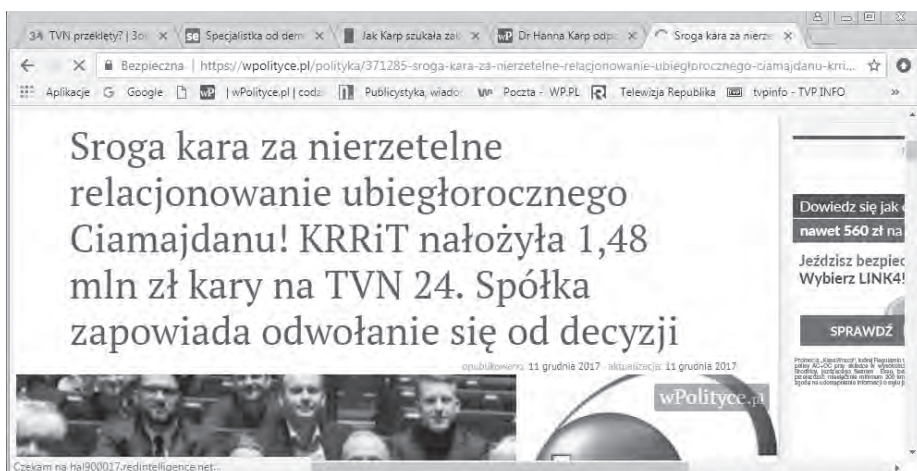 34 TVN przeklęty? | 3o se Specjalistka od dem Jak Karp szukała zak wP Dr Hanna Karp odp Sroga kara za nierze
Bezpieczna | https://wpolityce.pl/polityka/371285-sroga-kara-za-nierzetelne-relacjonowanie-ubieglorocznego-ciamajdanu-krri...
Aplikacje G Google wP | wPolityce.pl | codz Publicystyka, wiado Poczta - WP.PL Telewizja Republika tvpinfo - TVP INFO »
Sroga kara za nierzetelne
relacjonowanie ubiegłorocznego
Ciamajdanu! KRRiT nałożyła 1,48
mln zł kary na TVN 24. Spółka
zapowiada odwołanie się od decyzji
opublikowano: 11 grudnia 2017 · aktualizacja: 11 grudnia 2017
wPolityce.pl
Dowiedz się jak
nawet 560 zł na
Jeździsz bezpiec
Wybierz LINK4!
SPRAWDŹ
Czekam na hal900017.redintelligence.net...